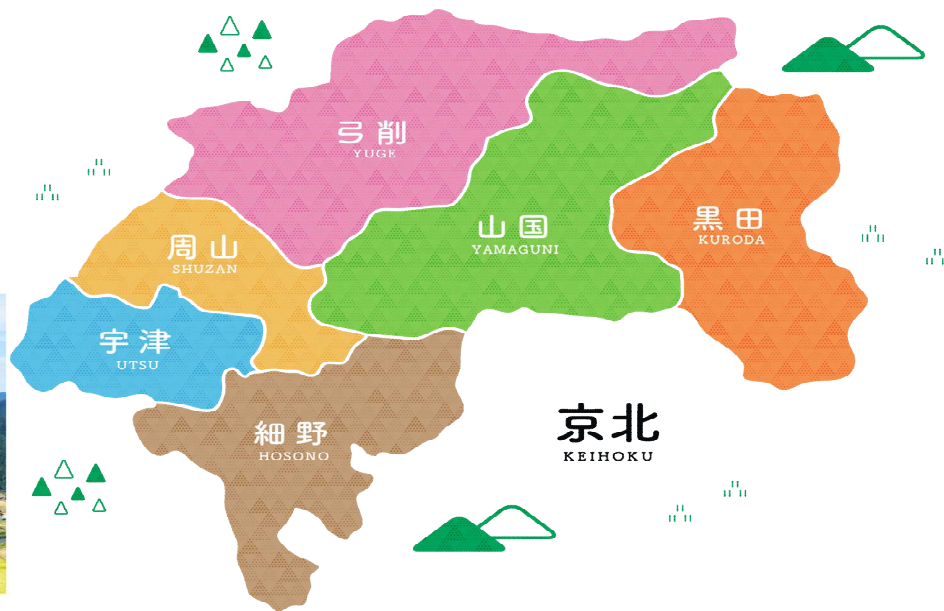 弓削
YUGE
山国
YAMAGUNI
黒田
KURODA
周山
SHUZAN
宇津
UTSU
細野
HOSONO
京北
KEIHOKU